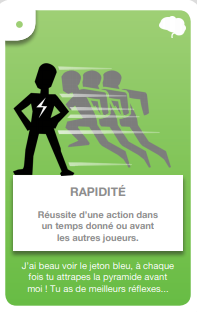 RAPIDITÉ
Réussite d'une action dans
un temps donné ou avant
les autres joueurs.
J'ai beau voir le jeton bleu, à chaque
fois tu attrapes la pyramide avant
moi ! Tu as de meilleurs réflexes...